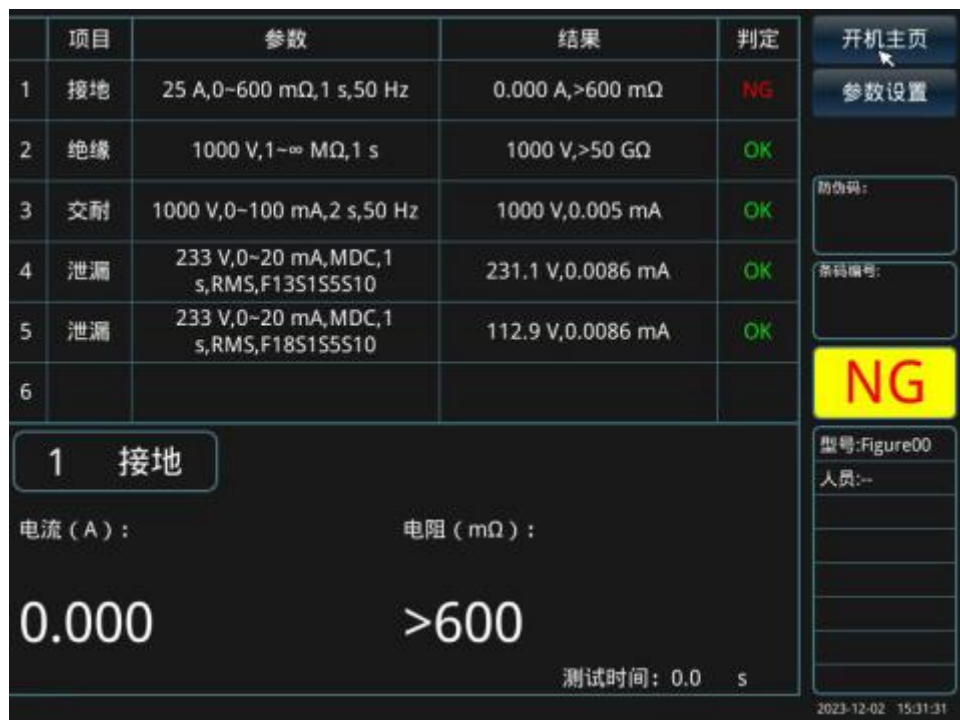 项目 参数 结果 判定
1 接地 25 A,0~600 mΩ,1 s,50 Hz 0.000 A,>600 mΩ NG
2 绝缘 1000 V,1~∞ MΩ,1 s 1000 V,>50 GΩ OK
3 交耐 1000 V,0~100 mA,2 s,50 Hz 1000 V,0.005 mA OK
4 泄漏 233 V,0~20 mA,MDC,1
s,RMS,F13S1S5S10 231.1 V,0.0086 mA OK
5 泄漏 233 V,0~20 mA,MDC,1
s,RMS,F18S1S5S10 112.9 V,0.0086 mA OK
6
1 接地
电流（A）: 电阻（mΩ）:
0.000 >600
测试时间: 0.0 s
开机主页
参数设置
防伪码:
条码编号:
NG
型号:Figure00
人员:--
2023-12-02 15:31:31